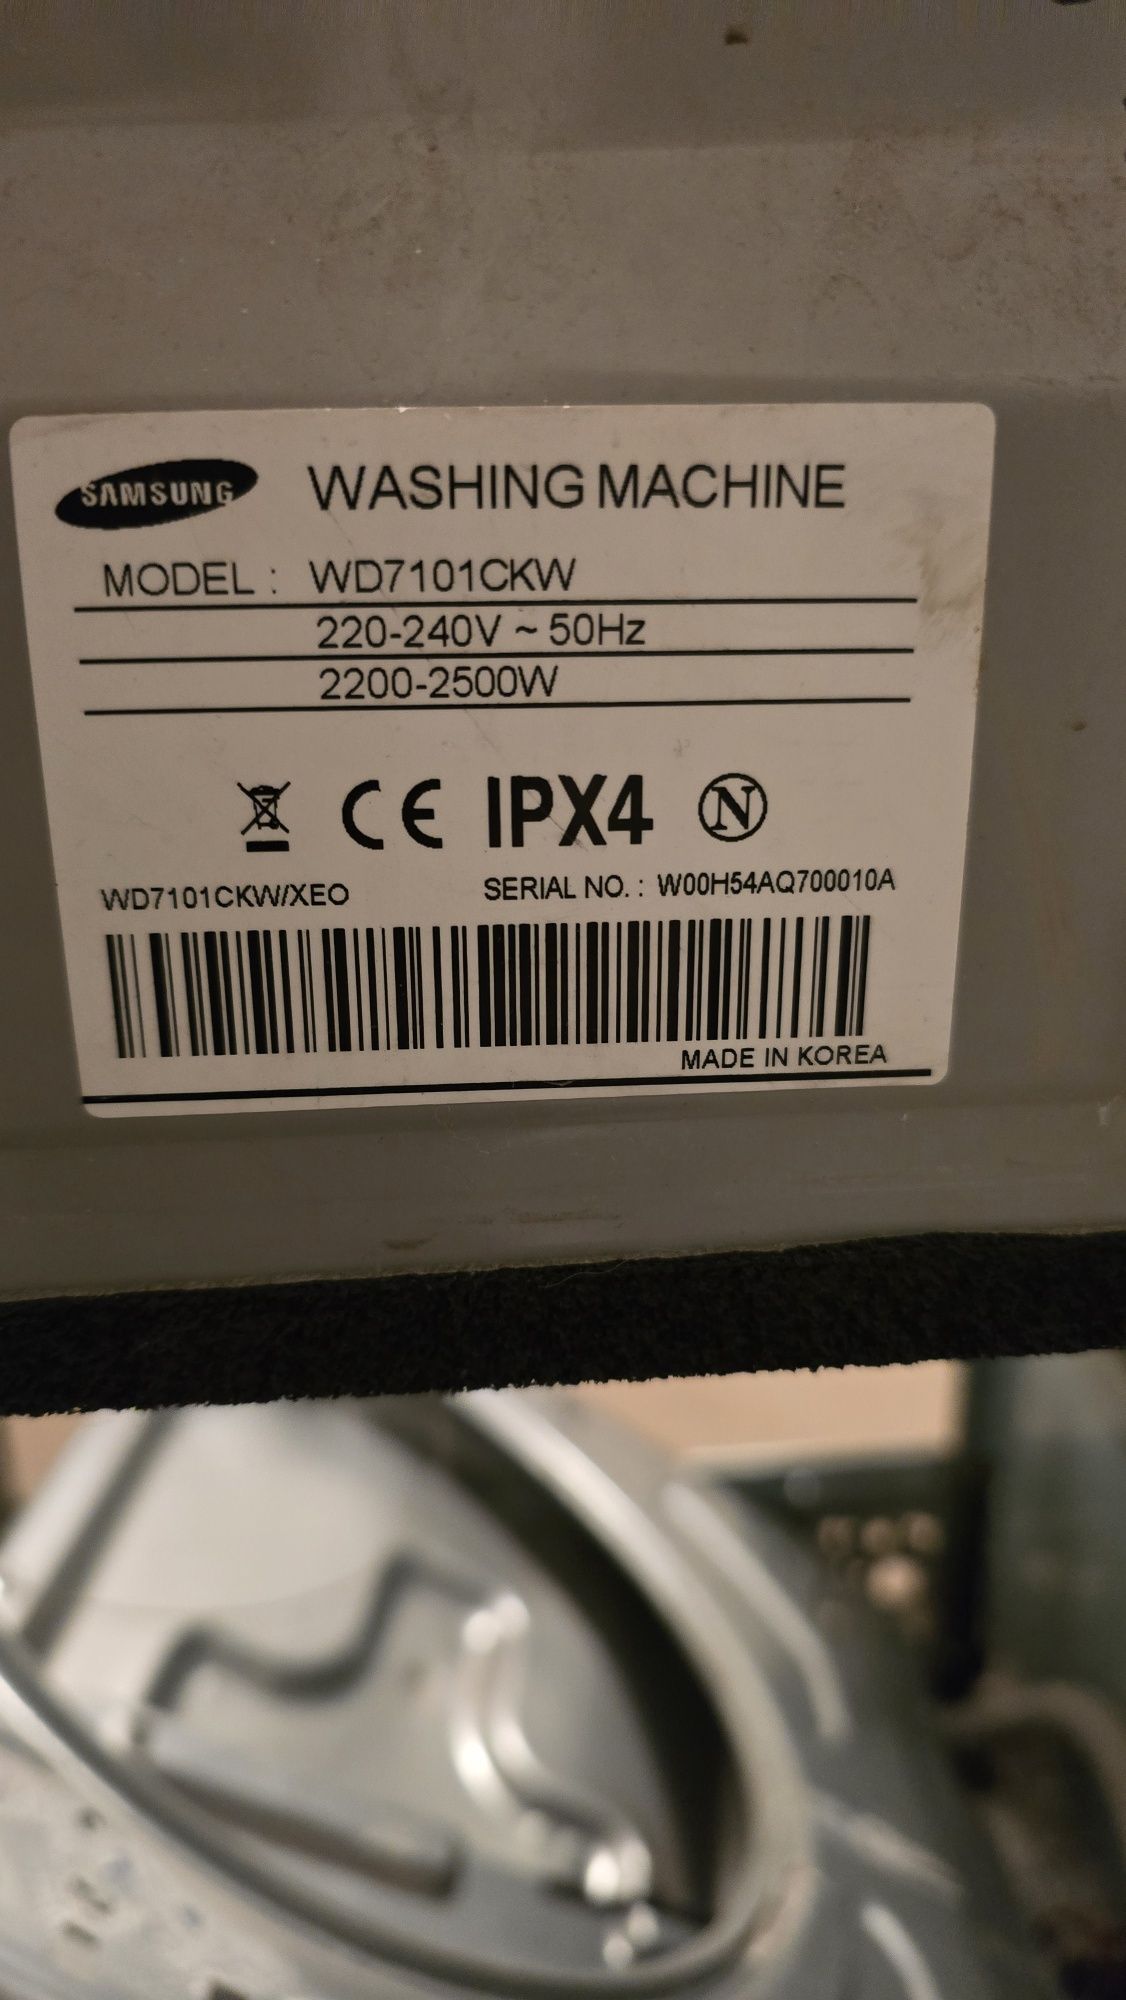 SAMSUNG WASHING MACHINE
MODEL : WD7101CKW
220-240V ~ 50Hz
2200-2500W
CE IPX4 N
WD7101CKW/XEO SERIAL NO. : W00H54AQ700010A
MADE IN KOREA